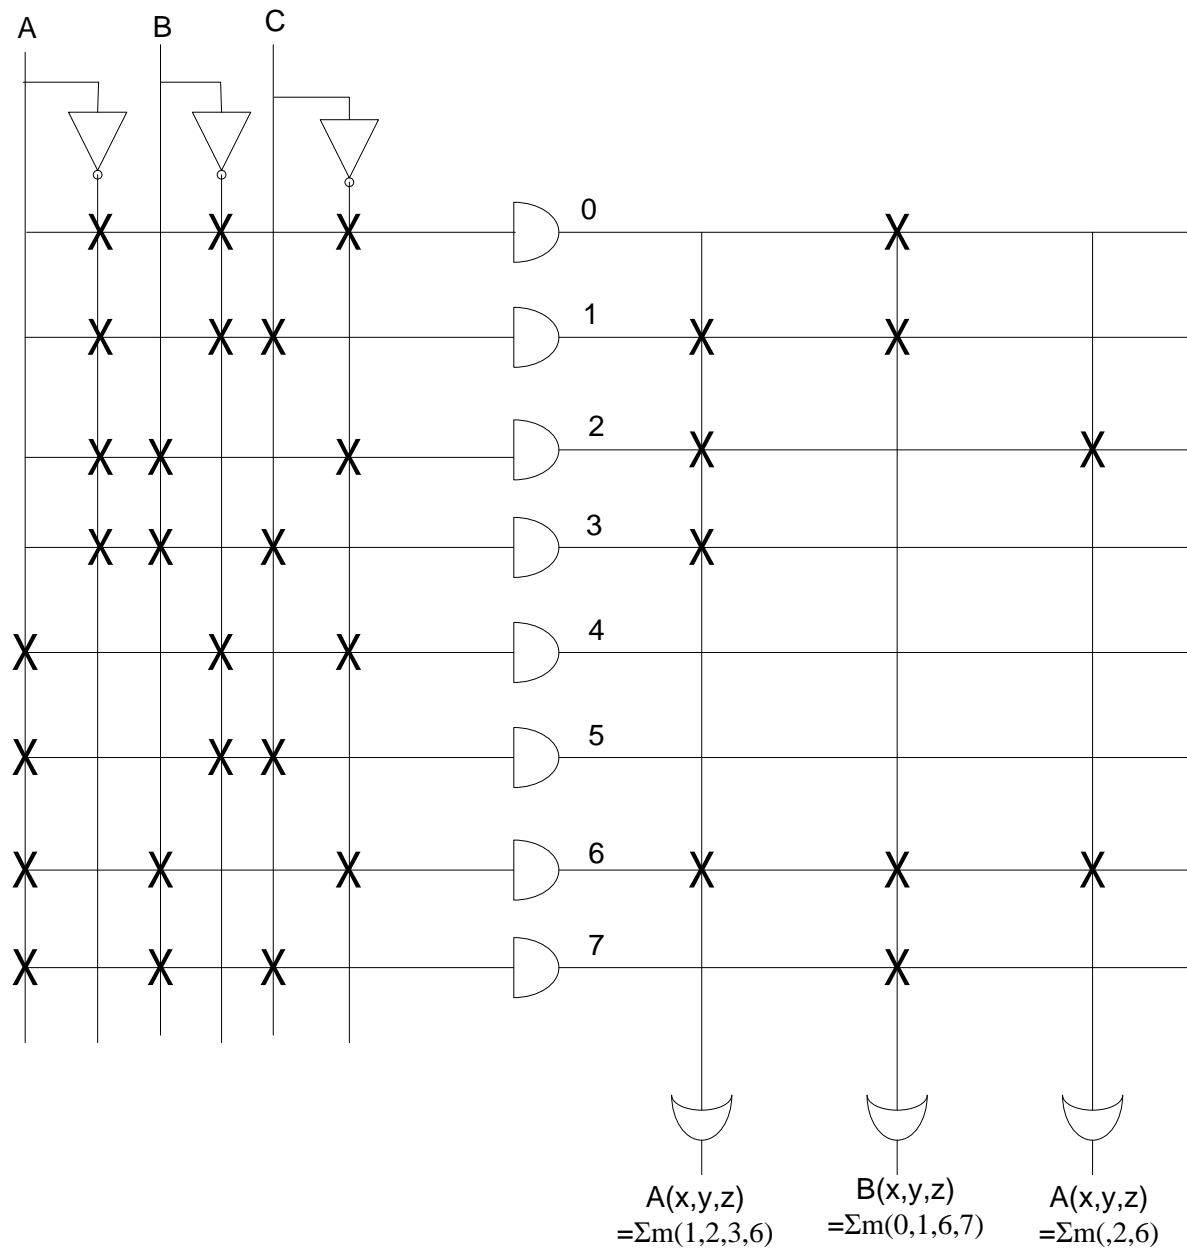 A B C
X X X 0 X
X X X 1 X X
X X X 2 X X
X X X 3 X
X X X 4
X X X 5
X X X 6 X X X
X X X 7 X
A(x,y,z) B(x,y,z) A(x,y,z)
=Σm(1,2,3,6) =Σm(0,1,6,7) =Σm(,2,6)